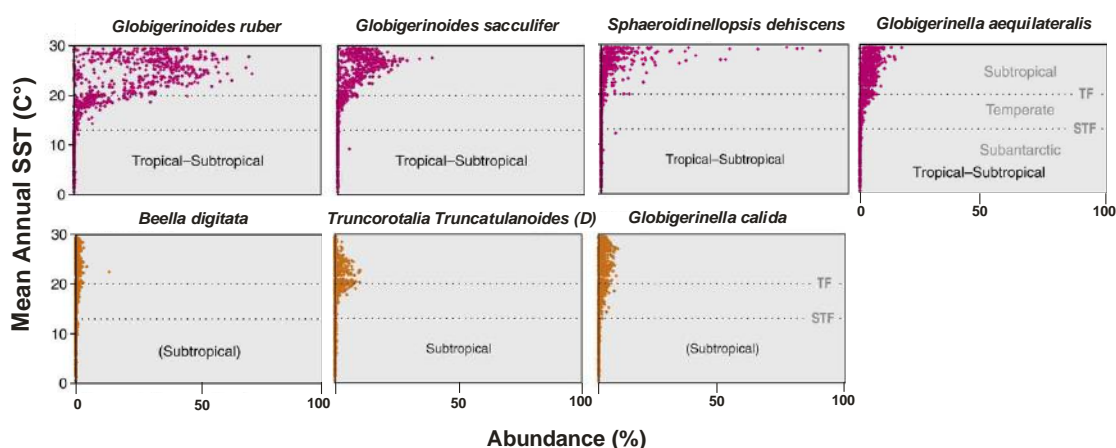 Globigerinoides ruber
Globigerinoides sacculifer
Sphaeroidinellopsis dehiscens
Globigerinella aequilateralis
Mean Annual SST (C°)
30
20
10
0
Tropical–Subtropical
Tropical–Subtropical
Tropical–Subtropical
Subtropical
TF
Temperate
STF
Subantarctic
Tropical–Subtropical
0
50
100
Beella digitata
Truncorotalia Truncatulanoides (D)
Globigerinella calida
30
20
10
0
(Subtropical)
Subtropical
(Subtropical)
TF
STF
0
50
100
0
50
100
0
50
100
Abundance (%)